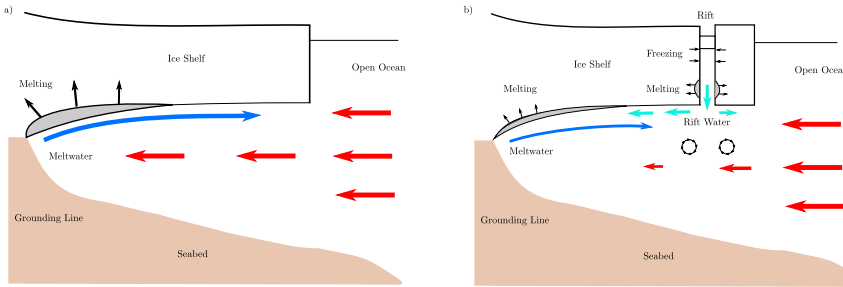 a)
Ice Shelf
Open Ocean
Melting
Meltwater
Grounding Line
Seabed
b)
Rift
Freezing
Ice Shelf
Open Ocea
Melting
Melting
Rift Water
Meltwater
Grounding Line
Seabed